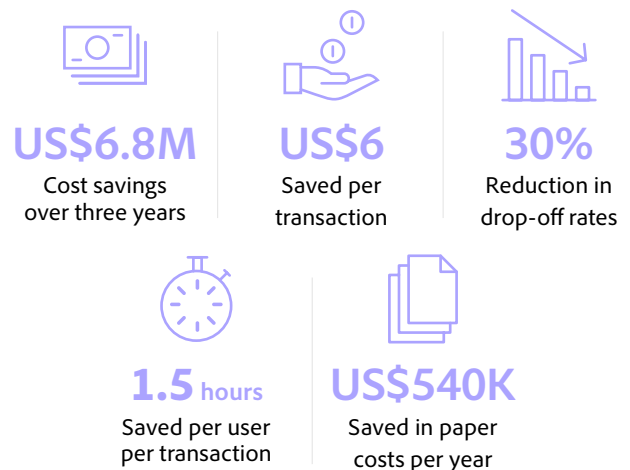 US$6.8M
Cost savings
over three years
US$6
Saved per
transaction
30%
Reduction in
drop-off rates
1.5 hours
Saved per user
per transaction
US$540K
Saved in paper
costs per year